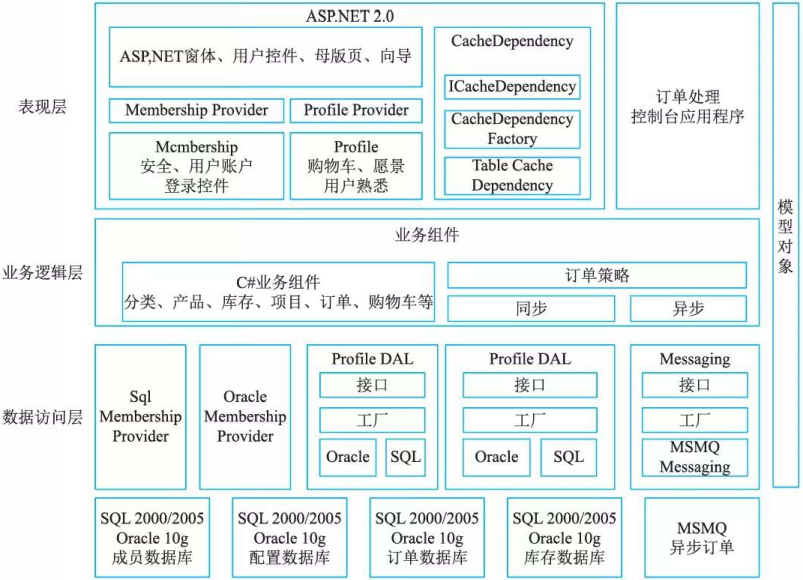 ASP.NET 2.0
ASP,NET窗体、用户控件、母版页、向导
Membership Provider
Profile Provider
Mcmbership
安全、用户账户
登录控件
Profile
购物车、愿景
用户熟悉
CacheDependency
ICacheDependency
CacheDependency
Factory
Table Cache
Dependency
订单处理
控制台应用程序
表现层
模型对象
业务逻辑层
业务组件
C#业务组件
分类、产品、库存、项目、订单、购物车等
订单策略
同步
异步
数据访问层
Sql
Membership
Provider
Oracle
Membership
Provider
Profile DAL
接口
工厂
Oracle
SQL
Profile DAL
接口
工厂
Oracle
SQL
Messaging
接口
工厂
MSMQ
Messaging
SQL 2000/2005
Oracle 10g
成员数据库
SQL 2000/2005
Oracle 10g
配置数据库
SQL 2000/2005
Oracle 10g
订单数据库
SQL 2000/2005
Oracle 10g
库存数据库
MSMQ
异步订单